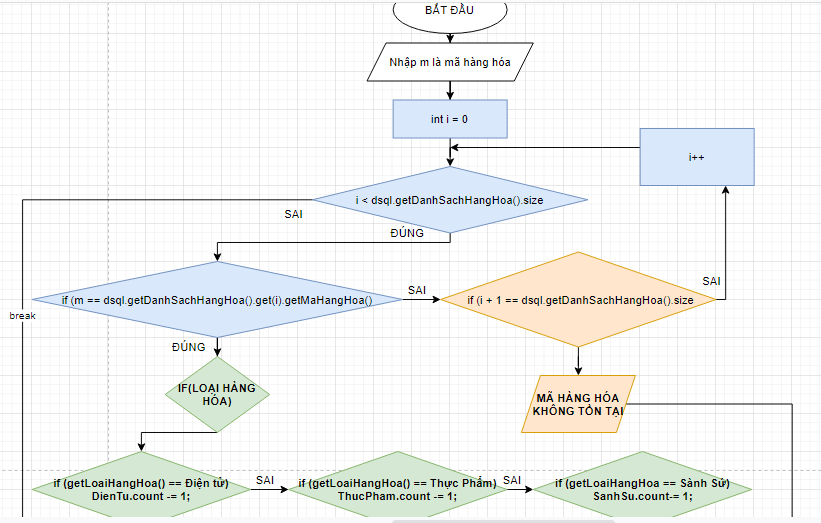 BẮT ĐẦU
Nhập m là mã hàng hóa
int i = 0
i++
i < dsql.getDanhSachHangHoa().size
SAI
ĐÚNG
if (m == dsql.getDanhSachHangHoa().get(i).getMaHangHoa()
SAI
if (i + 1 == dsql.getDanhSachHangHoa().size
SAI
break
ĐÚNG
IF(LOẠI HÀNG
HÓA)
MÃ HÀNG HÓA
KHÔNG TỒN TẠI
if (getLoaiHangHoa() == Điện tử)
DienTu.count -= 1;
SAI
if (getLoaiHangHoa() == Thực Phẩm)
ThucPham.count -= 1;
SAI
if (getLoaiHangHoa == Sành Sứ)
SanhSu.count-= 1;